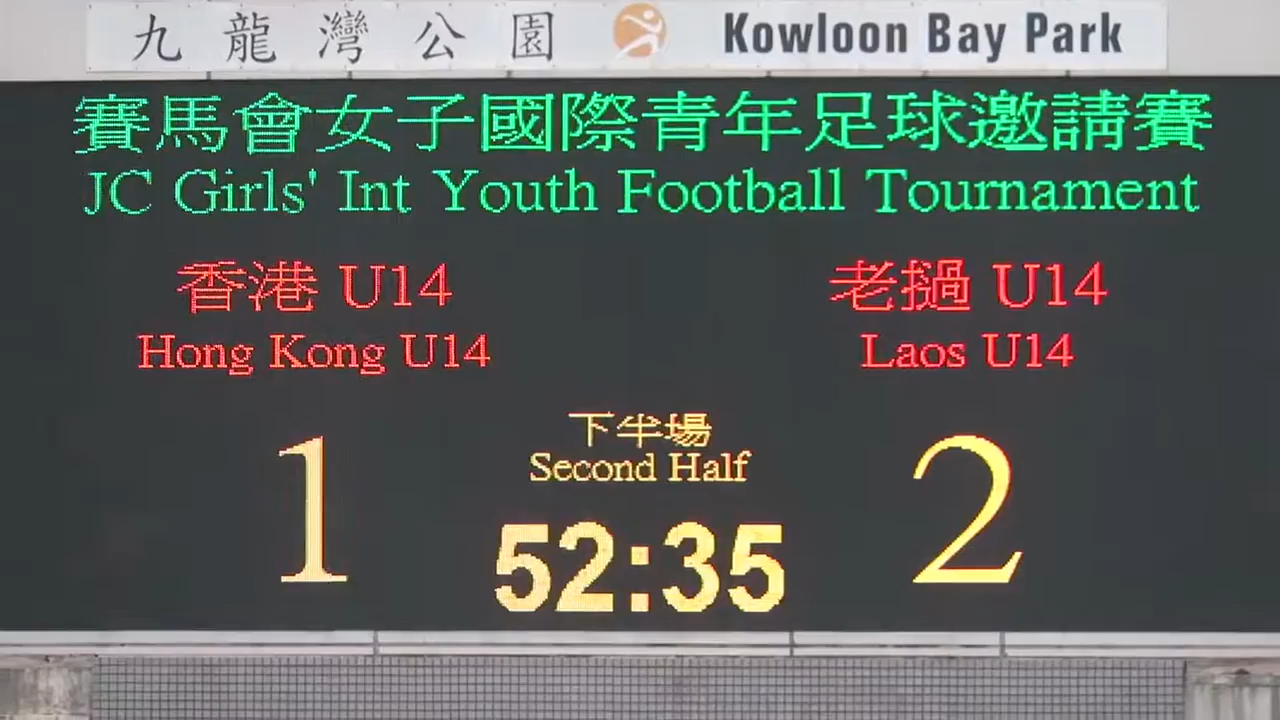 九龍灣公園 Kowloon Bay Park
賽馬會女子國際青年足球邀請賽
JC Girls' Int Youth Football Tournament
香港 U14 老撾 U14
Hong Kong U14 Laos U14
下半場
Second Half
1 52:35 2